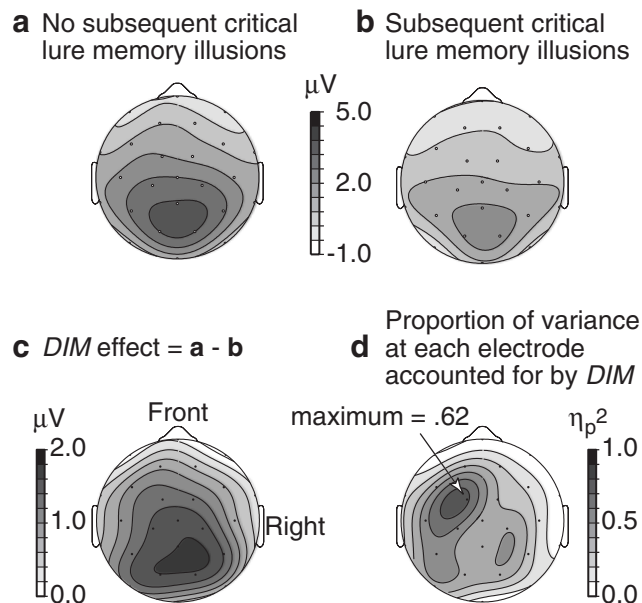 a No subsequent critical
lure memory illusions
b Subsequent critical
lure memory illusions
μV
5.0
2.0
-1.0
c DIM effect = a - b
d Proportion of variance
at each electrode
accounted for by DIM
μV
2.0
1.0
0.0
Front
Right
maximum = .62
ηp²
1.0
0.5
0.0